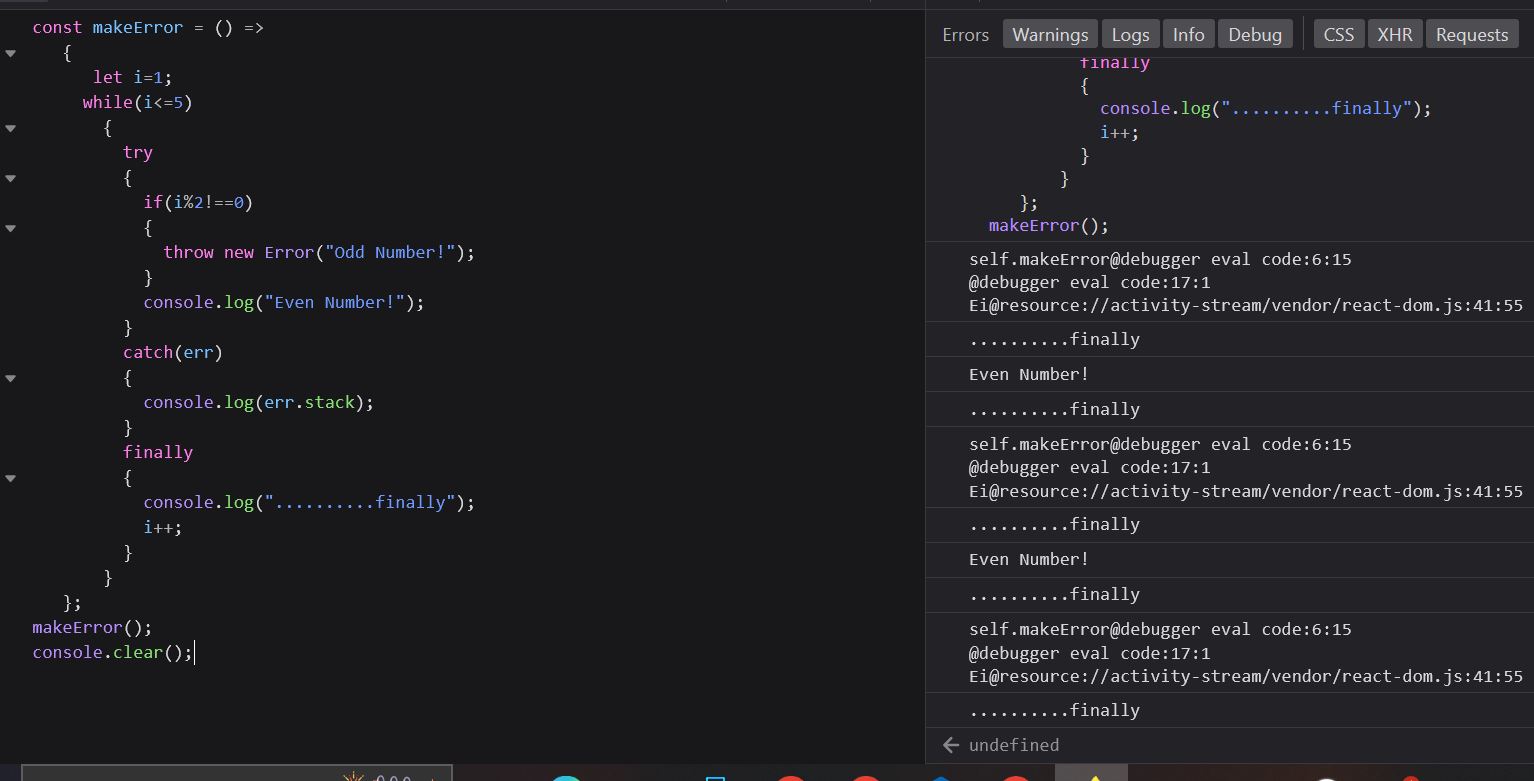 const makeError = () =>
{
let i=1;
while(i<=5)
{
try
{
if(i%2!==0)
{
throw new Error("Odd Number!");
}
console.log("Even Number!");
}
catch(err)
{
console.log(err.stack);
}
finally
{
console.log("..........finally");
i++;
}
}
};
makeError();
console.clear();
Errors Warnings Logs Info Debug CSS XHR Requests
finally
{
console.log("..........finally");
i++;
}
}
};
makeError();
self.makeError@debugger eval code:6:15
@debugger eval code:17:1
Ei@resource://activity-stream/vendor/react-dom.js:41:55
..........finally
Even Number!
..........finally
self.makeError@debugger eval code:6:15
@debugger eval code:17:1
Ei@resource://activity-stream/vendor/react-dom.js:41:55
..........finally
Even Number!
..........finally
self.makeError@debugger eval code:6:15
@debugger eval code:17:1
Ei@resource://activity-stream/vendor/react-dom.js:41:55
..........finally
undefined